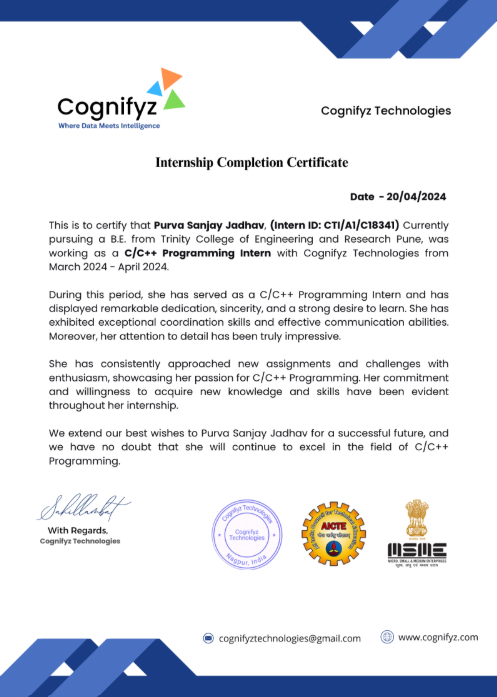 Cognifyz
Where Data Meets Intelligence
Cognifyz Technologies
Internship Completion Certificate
Date - 20/04/2024
This is to certify that Purva Sanjay Jadhav, (Intern ID: CTI/A1/C18341) Currently
pursuing a B.E. from Trinity College of Engineering and Research Pune, was
working as a C/C++ Programming Intern with Cognifyz Technologies from
March 2024 - April 2024.
During this period, she has served as a C/C++ Programming Intern and has
displayed remarkable dedication, sincerity, and a strong desire to learn. She has
exhibited exceptional coordination skills and effective communication abilities.
Moreover, her attention to detail has been truly impressive.
She has consistently approached new assignments and challenges with
enthusiasm, showcasing her passion for C/C++ Programming. Her commitment
and willingness to acquire new knowledge and skills have been evident
throughout her internship.
We extend our best wishes to Purva Sanjay Jadhav for a successful future, and
we have no doubt that she will continue to excel in the field of C/C++
Programming.
With Regards,
Cognifyz Technologies
Cognifyz Technologies
Cognifyz
Technologies
Nagpur, India
AICTE
MSME
MICRO, SMALL & MEDIUM ENTERPRISES
cognifyztechnologies@gmail.com
www.cognifyz.com